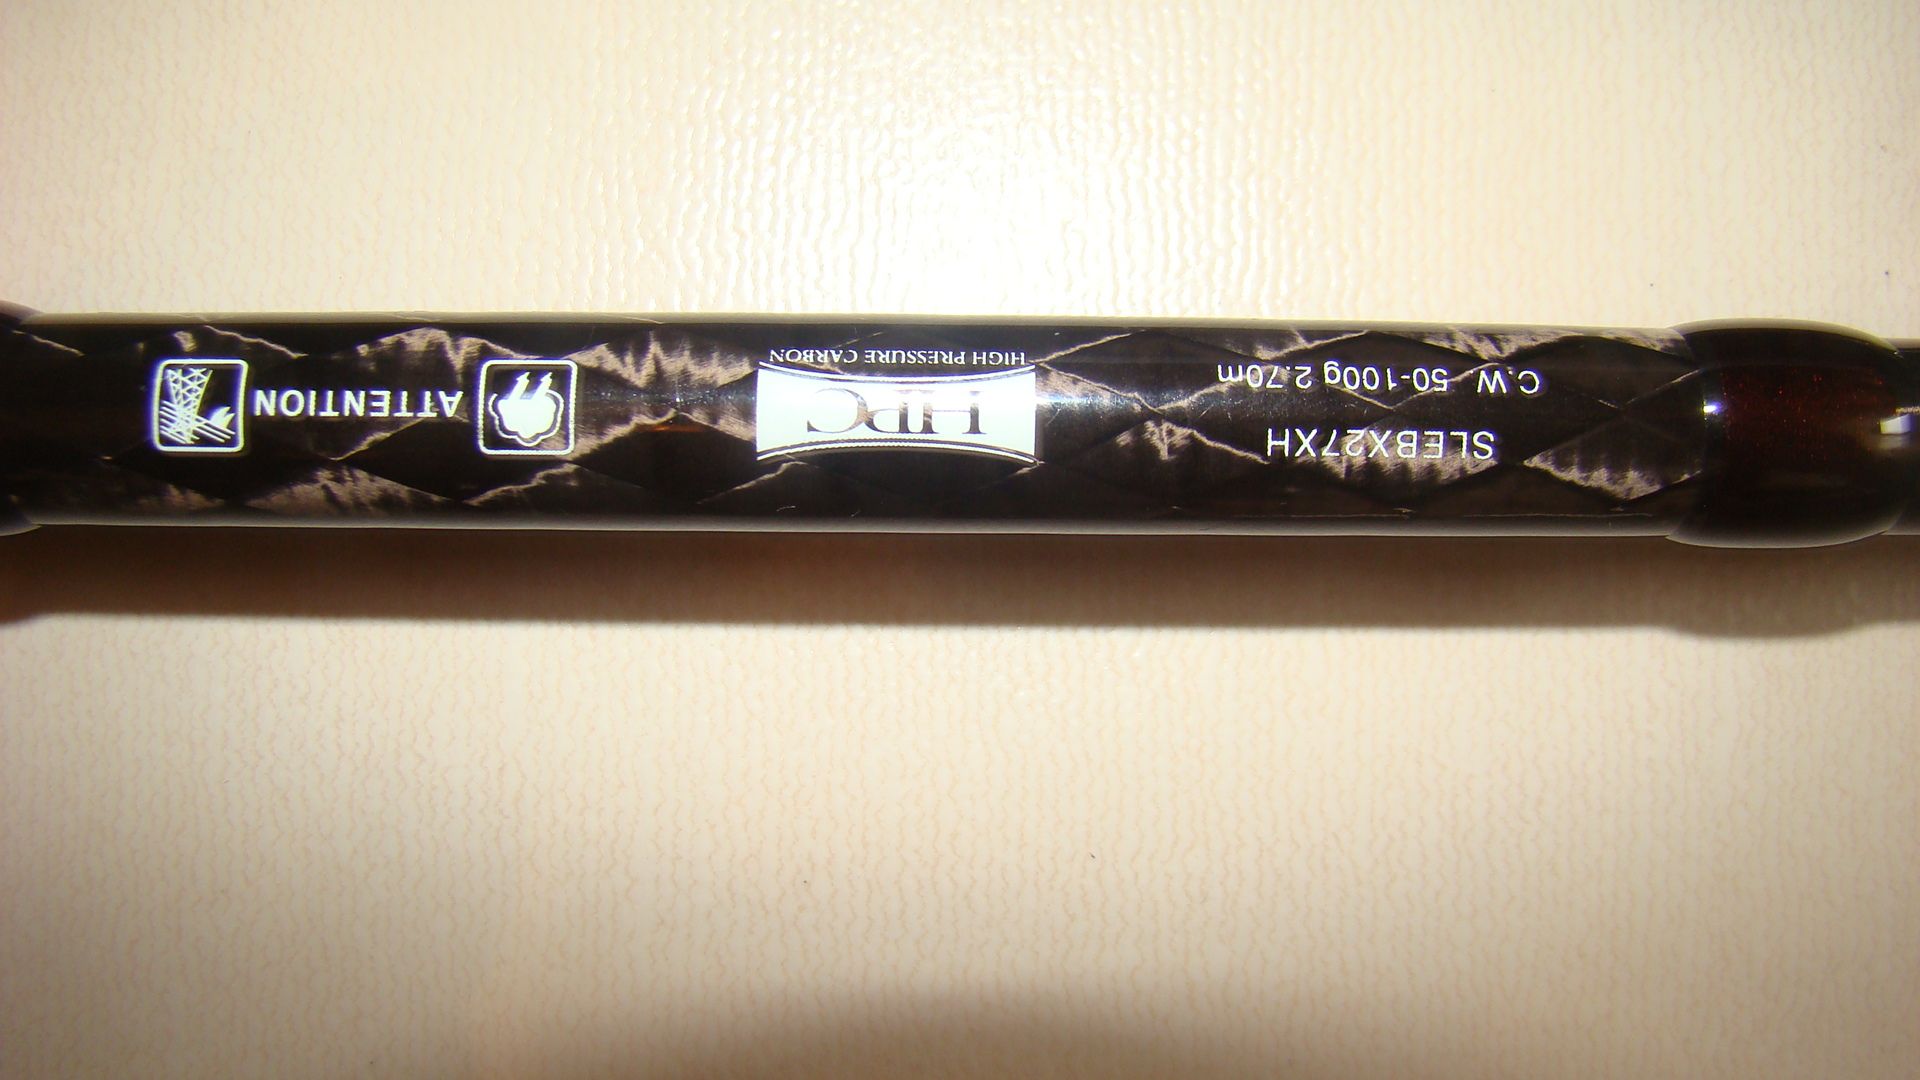 SLEBX27XH
C.W 50-100g 2.70m
HPC
HIGH PRESSURE CARBON
ATTENTION